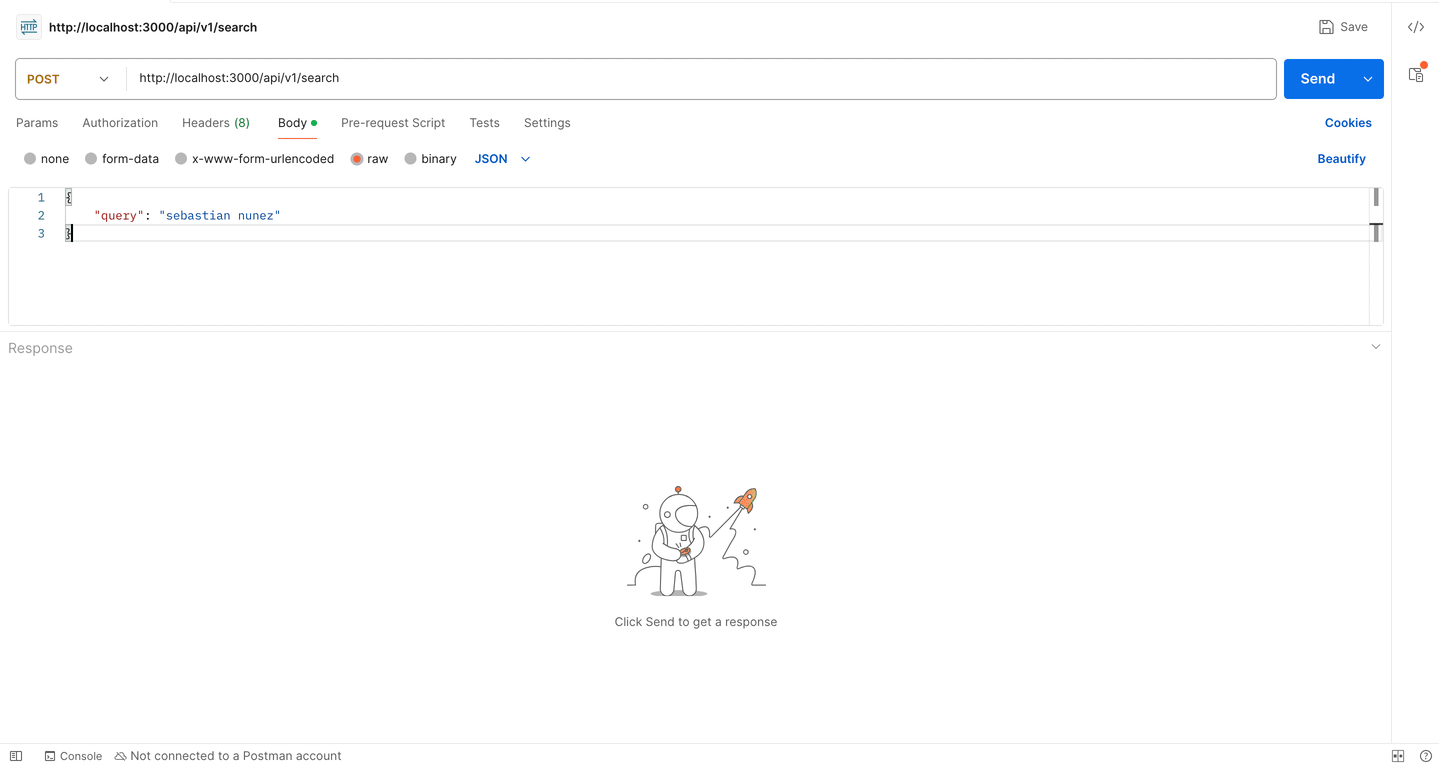 HTTP http://localhost:3000/api/v1/search Save
POST http://localhost:3000/api/v1/search Send
Params Authorization Headers (8) Body Pre-request Script Tests Settings Cookies
none form-data x-www-form-urlencoded raw binary JSON Beautify
1 {
2 "query": "sebastian nunez"
3 }
Response
Click Send to get a response
Console Not connected to a Postman account